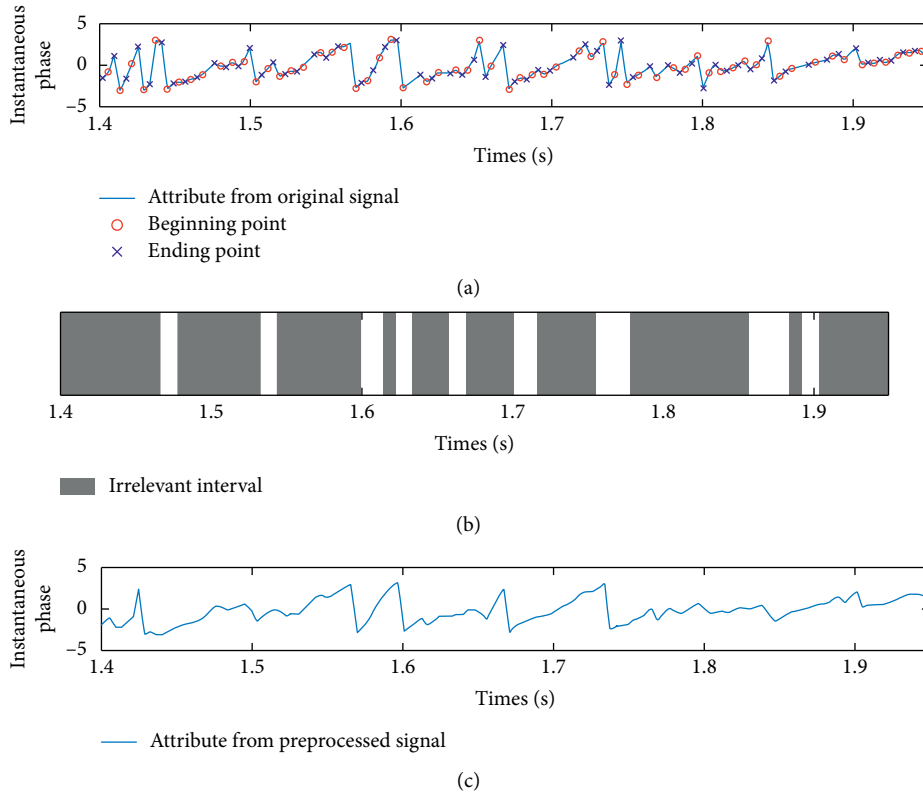 Instantaneous
phase
5
0
−5
1.4 1.5 1.6 1.7 1.8 1.9
Times (s)
Attribute from original signal
Beginning point
Ending point
(a)
1.4 1.5 1.6 1.7 1.8 1.9
Times (s)
Irrelevant interval
(b)
Instantaneous
phase
5
0
−5
1.4 1.5 1.6 1.7 1.8 1.9
Times (s)
Attribute from preprocessed signal
(c)